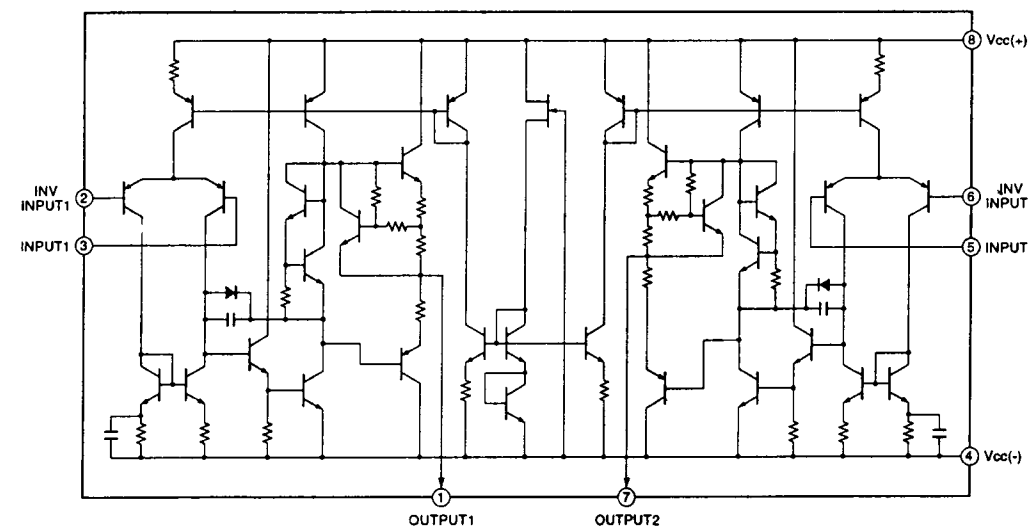 8 Vcc(+)
INV
INPUT1 2
INPUT1 3
6 INV
INPUT
5 INPUT
4 Vcc(-)
1
OUTPUT1
7
OUTPUT2